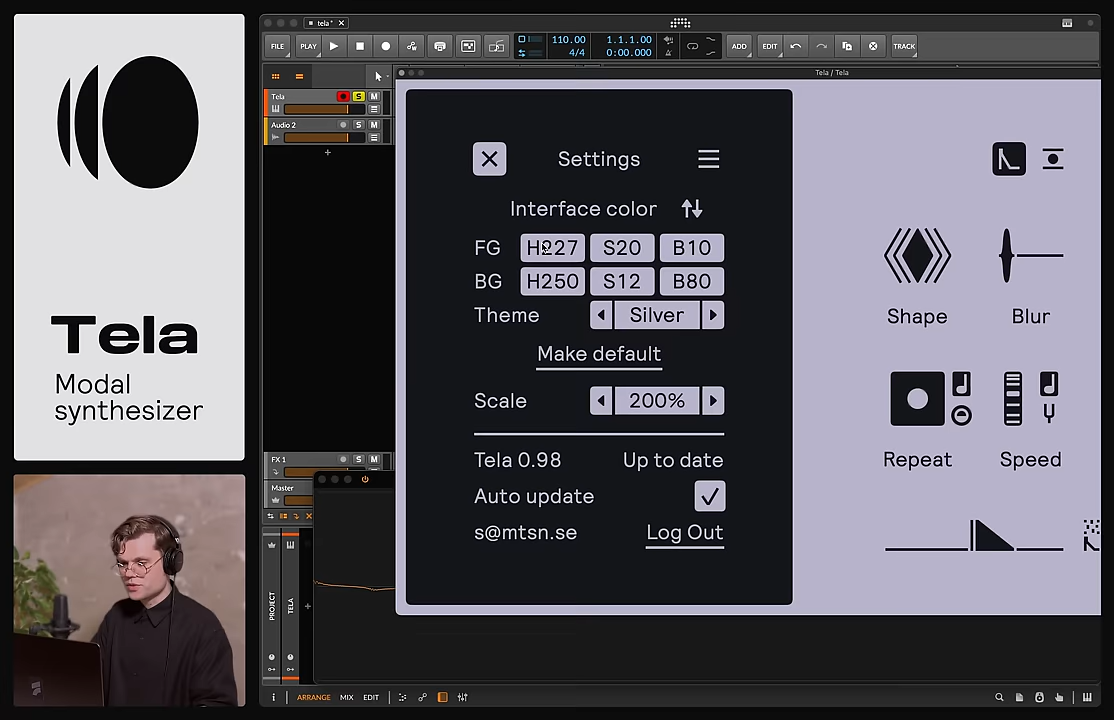 Tela
Modal
synthesizer
tela*
FILE
PLAY
110.00
4/4
1.1.1.00
0:00.000
ADD
EDIT
TRACK
Tela / Tela
Tela
S
M
Audio 2
S
M
Settings
Interface color
FG H227 S20 B10
BG H250 S12 B80
Theme Silver
Make default
Scale 200%
Tela 0.98 Up to date
Auto update
s@mtsn.se Log Out
Shape Blur
Repeat Speed
FX 1
S
M
Master
PROJECT
TELA
ARRANGE MIX EDIT